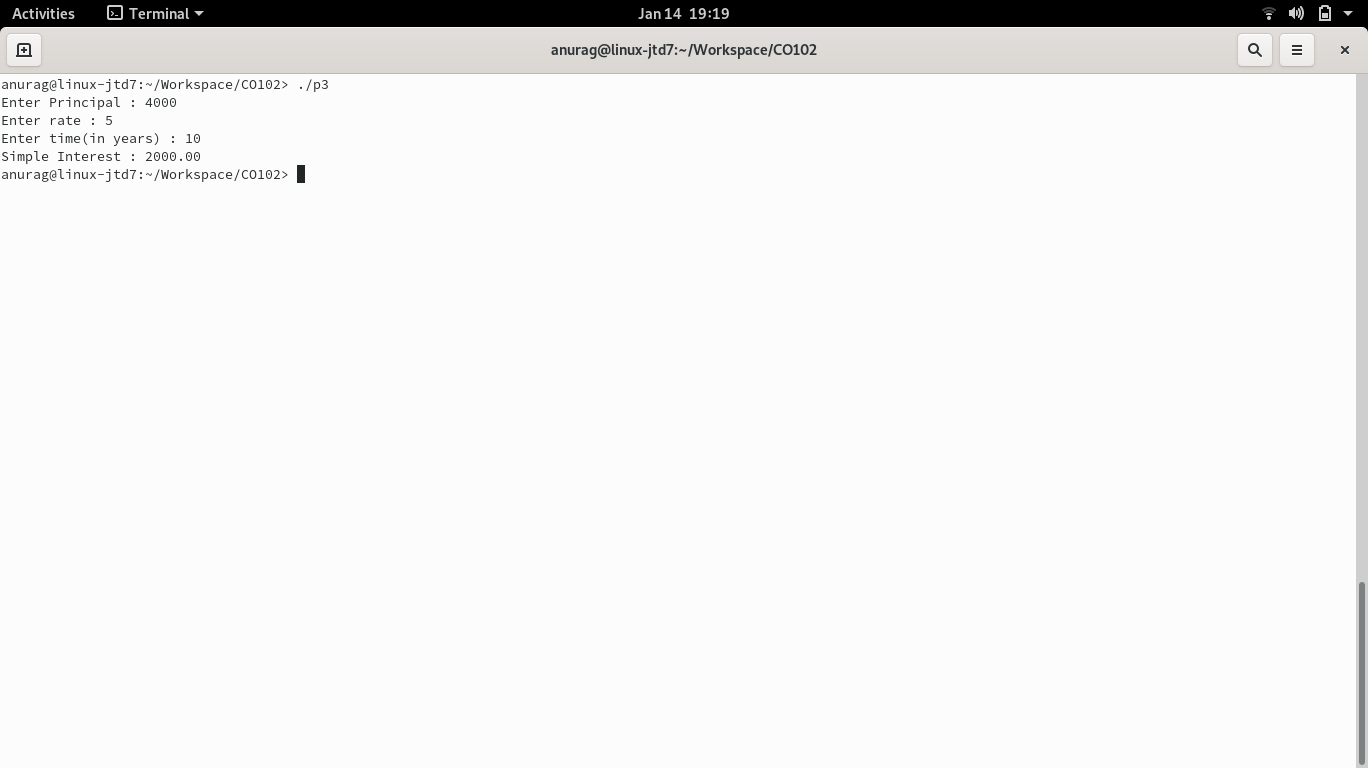 Activities Terminal Jan 14 19:19
anurag@linux-jtd7:~/Workspace/CO102
anurag@linux-jtd7:~/Workspace/CO102> ./p3
Enter Principal : 4000
Enter rate : 5
Enter time(in years) : 10
Simple Interest : 2000.00
anurag@linux-jtd7:~/Workspace/CO102>